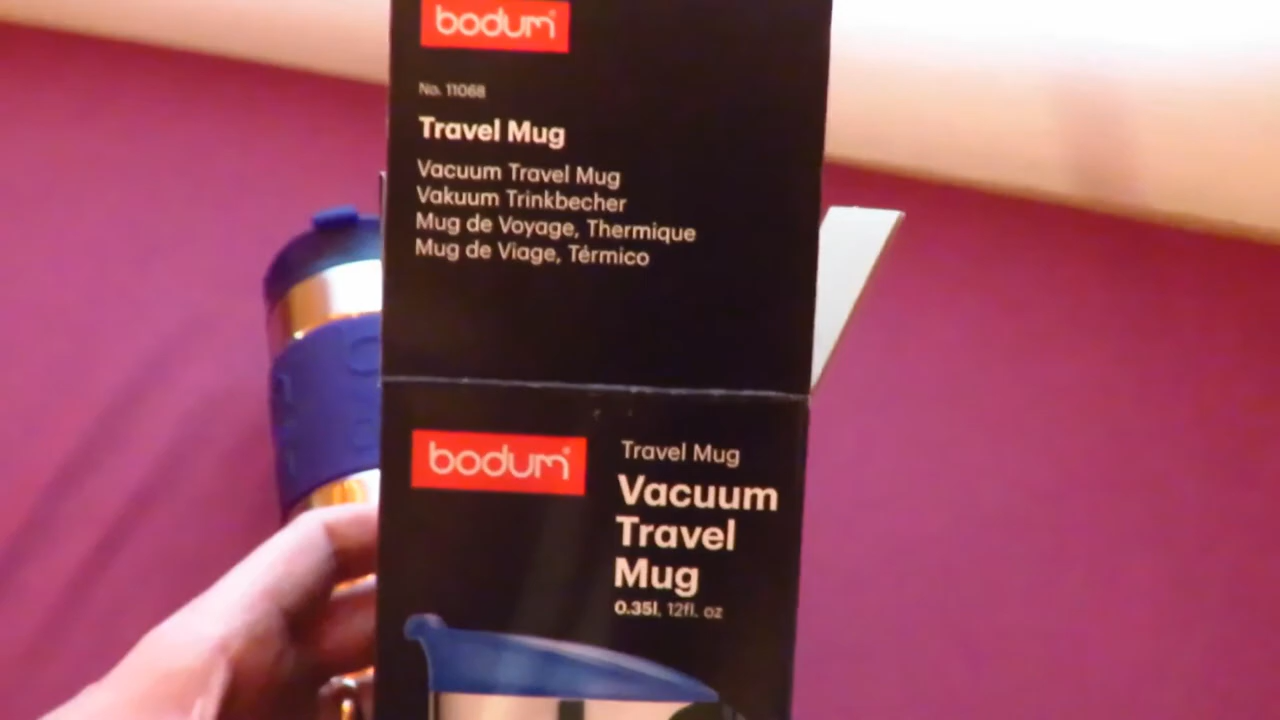 bodum®
No. 11068
Travel Mug
Vacuum Travel Mug
Vakuum Trinkbecher
Mug de Voyage, Thermique
Mug de Viage, Térmico
bodum®
Travel Mug
Vacuum
Travel
Mug
0.35l, 12fl. oz